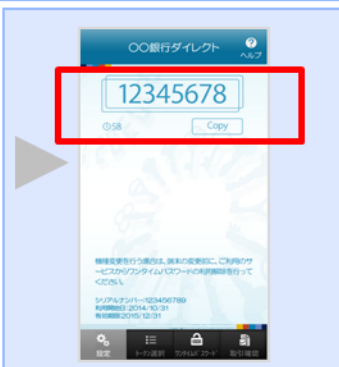 〇〇銀行ダイレクト
ヘルプ
12345678
58
Copy
機種変更を行う場合は、端末の変更前に、ご利用のサ
ービスからワンタイムパスワードの利用解除を行って
ください。
シリアルナンバー:123456789
利用開始日:2014/10/31
有効期限:2015/12/31
設定
トークン選択
ワンタイムパスワード
取引確認